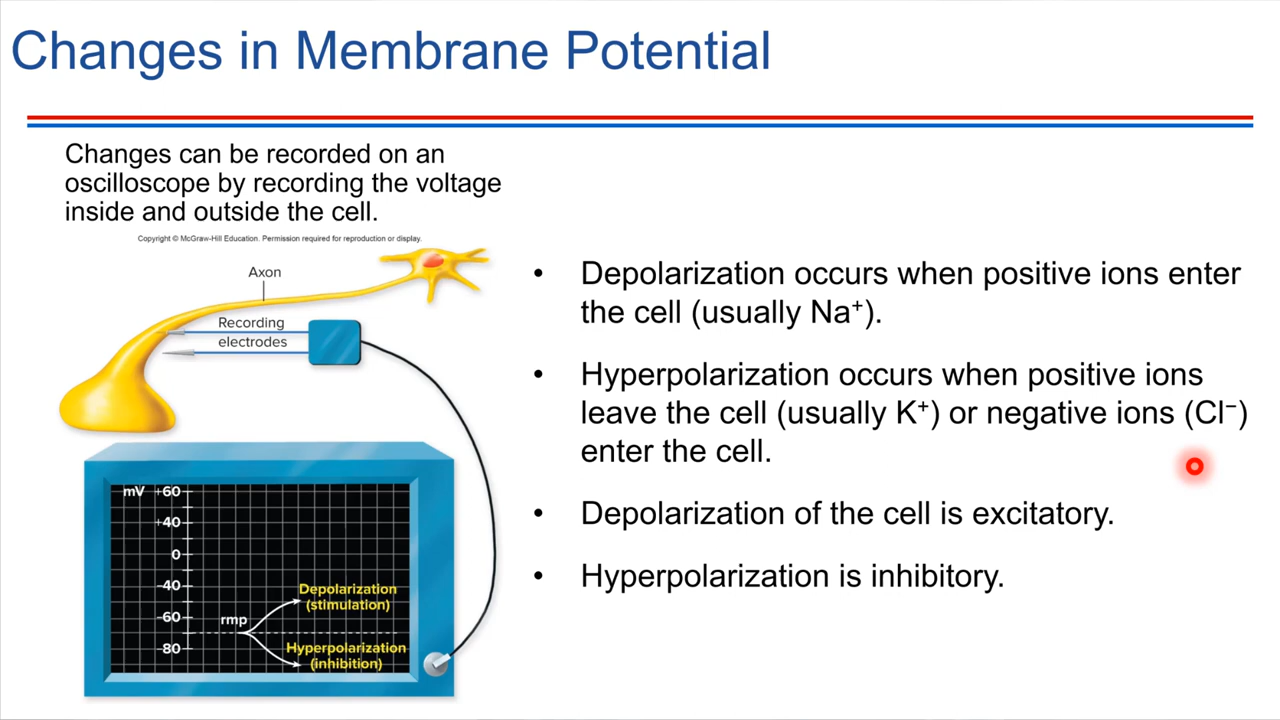 Changes in Membrane Potential
Changes can be recorded on an
oscilloscope by recording the voltage
inside and outside the cell.
Copyright © McGraw-Hill Education. Permission required for reproduction or display.
Axon
Recording
electrodes
mV +60
+40
0
-40
-60
-80
rmp
Depolarization
(stimulation)
Hyperpolarization
(inhibition)
• Depolarization occurs when positive ions enter
the cell (usually Na⁺).
• Hyperpolarization occurs when positive ions
leave the cell (usually K⁺) or negative ions (Cl⁻)
enter the cell.
• Depolarization of the cell is excitatory.
• Hyperpolarization is inhibitory.